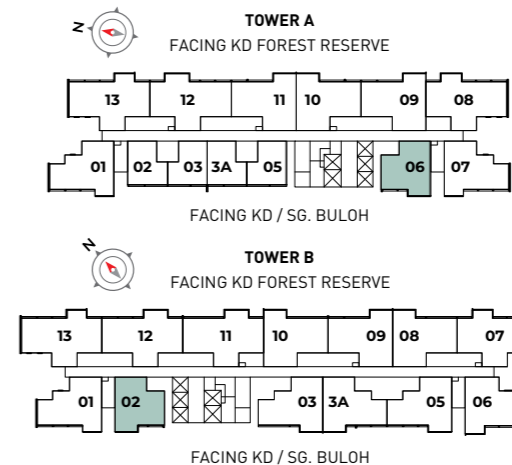 TOWER A
N
FACING KD FOREST RESERVE
13 12 11 10 09 08
01 02 03 3A 05 06 07
FACING KD / SG. BULOH
TOWER B
N
FACING KD FOREST RESERVE
13 12 11 10 09 08 07
01 02 03 3A 05 06
FACING KD / SG. BULOH